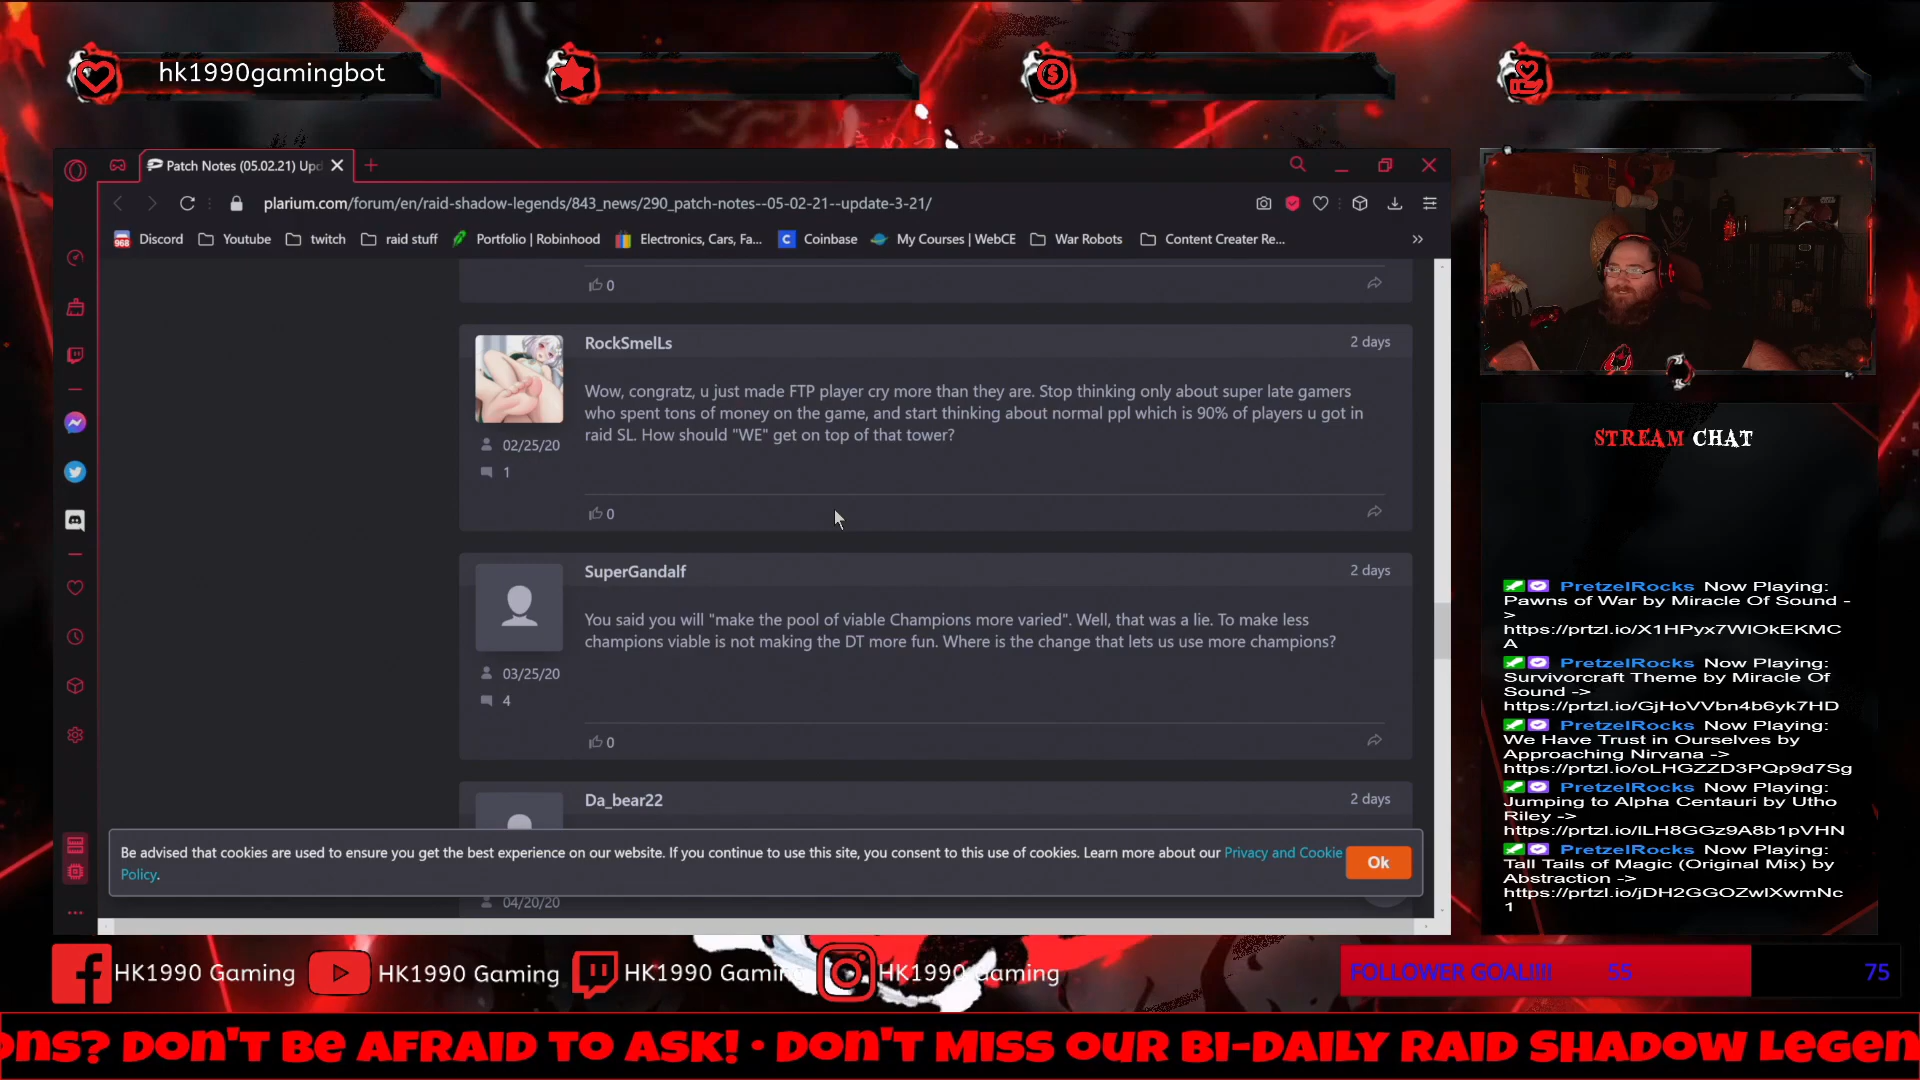 hk1990gamingbot
Patch Notes (05.02.21) Upd
plarium.com/forum/en/raid-shadow-legends/843_news/290_patch-notes--05-02-21--update-3-21/
968
Discord
Youtube
twitch
raid stuff
Portfolio | Robinhood
Electronics, Cars, Fa...
Coinbase
My Courses | WebCE
War Robots
Content Creater Re...
0
RockSmelLs
2 days
Wow, congratz, u just made FTP player cry more than they are. Stop thinking only about super late gamers
who spent tons of money on the game, and start thinking about normal ppl which is 90% of players u got in
raid SL. How should "WE" get on top of that tower?
02/25/20
1
0
SuperGandalf
2 days
You said you will "make the pool of viable Champions more varied". Well, that was a lie. To make less
champions viable is not making the DT more fun. Where is the change that lets us use more champions?
03/25/20
4
0
Da_bear22
2 days
Be advised that cookies are used to ensure you get the best experience on our website. If you continue to use this site, you consent to this use of cookies. Learn more about our Privacy and Cookie
Policy.
Ok
04/20/20
STREAM CHAT
PretzelRocks Now Playing:
Pawns of War by Miracle Of Sound -
>
https://prtzl.io/X1HPyx7WIOkEKMC
A
PretzelRocks Now Playing:
Survivorcraft Theme by Miracle Of
Sound ->
https://prtzl.io/GjHoVVbn4b6yk7HD
PretzelRocks Now Playing:
We Have Trust in Ourselves by
Approaching Nirvana ->
https://prtzl.io/oLHGZZD3PQp9d7Sg
PretzelRocks Now Playing:
Jumping to Alpha Centauri by Utho
Riley ->
https://prtzl.io/ILH8GGz9A8b1pVHN
PretzelRocks Now Playing:
Tall Tails of Magic (Original Mix) by
Abstraction ->
https://prtzl.io/jDH2GGOZwlXwmNc
1
HK1990 Gaming
HK1990 Gaming
HK1990 Gaming
HK1990 Gaming
FOLLOWER GOAL!!!! 55 75
ons? Don't be afraid to ask! • Don't miss our bi-daily Raid Shadow Legen